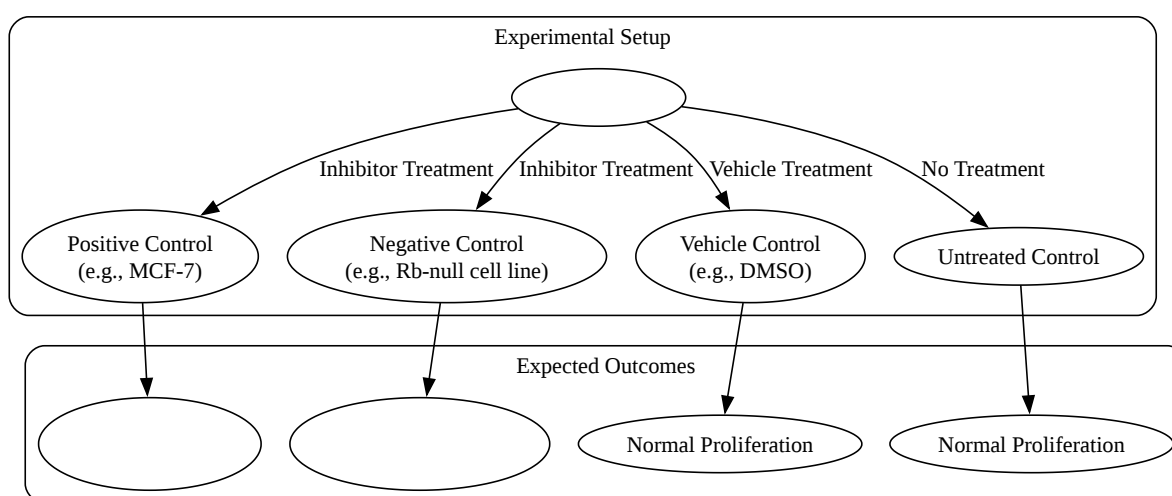 Experimental Setup
Inhibitor Treatment
Inhibitor Treatment
Vehicle Treatment
No Treatment
Positive Control
(e.g., MCF-7)
Negative Control
(e.g., Rb-null cell line)
Vehicle Control
(e.g., DMSO)
Untreated Control
Expected Outcomes
Normal Proliferation
Normal Proliferation